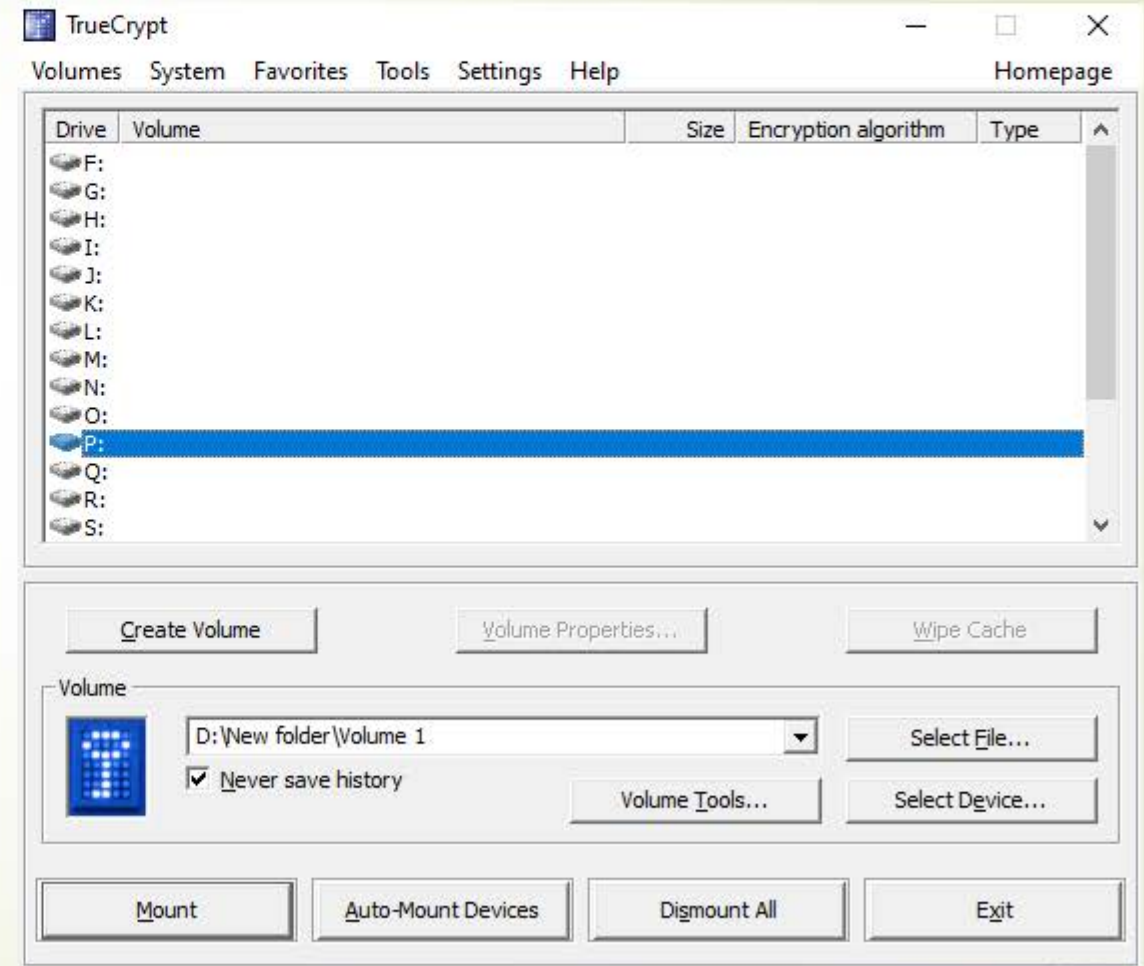 TrueCrypt
Volumes System Favorites Tools Settings Help Homepage
Drive Volume Size Encryption algorithm Type
F:
G:
H:
I:
J:
K:
L:
M:
N:
O:
P:
Q:
R:
S:
Create Volume Volume Properties... Wipe Cache
Volume
D:\New folder\Volume 1 Select File...
Never save history
Volume Tools... Select Device...
Mount Auto-Mount Devices Dismount All Exit